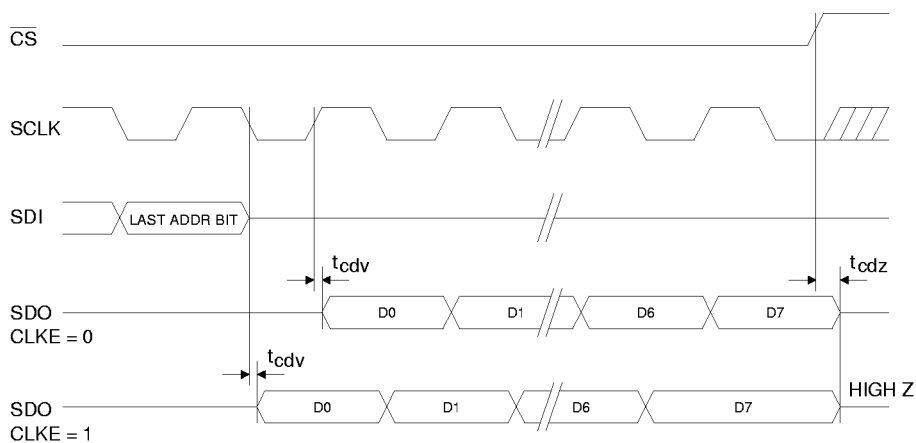 CS
SCLK
SDI LAST ADDR BIT
tcdv tcdz
SDO D0 D1 D6 D7
CLKE = 0
tcdv
HIGH Z
SDO D0 D1 D6 D7
CLKE = 1